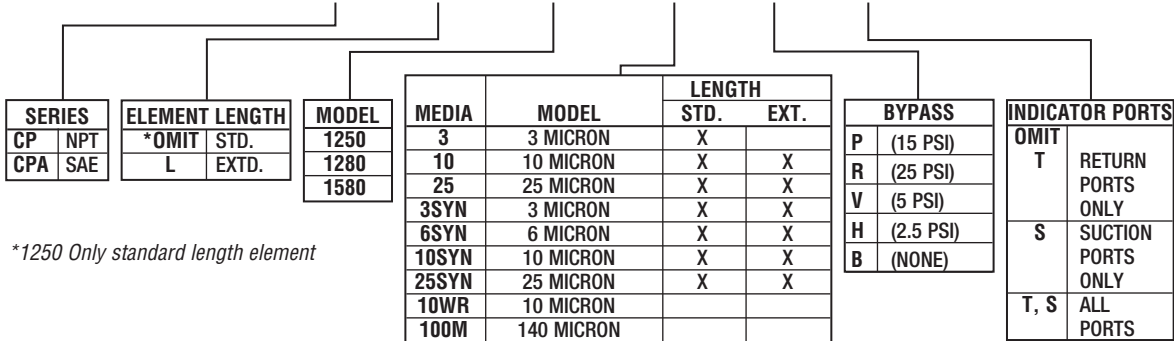 SERIES
CP NPT
CPA SAE
ELEMENT LENGTH
*OMIT STD.
L EXTD.
MODEL
1250
1280
1580
*1250 Only standard length element
LENGTH
MEDIA MODEL STD. EXT.
3 3 MICRON X
10 10 MICRON X X
25 25 MICRON X X
3SYN 3 MICRON X X
6SYN 6 MICRON X X
10SYN 10 MICRON X X
25SYN 25 MICRON X X
10WR 10 MICRON
100M 140 MICRON
BYPASS
P (15 PSI)
R (25 PSI)
V (5 PSI)
H (2.5 PSI)
B (NONE)
INDICATOR PORTS
OMIT
T RETURN
PORTS
ONLY
S SUCTION
PORTS
ONLY
T, S ALL
PORTS